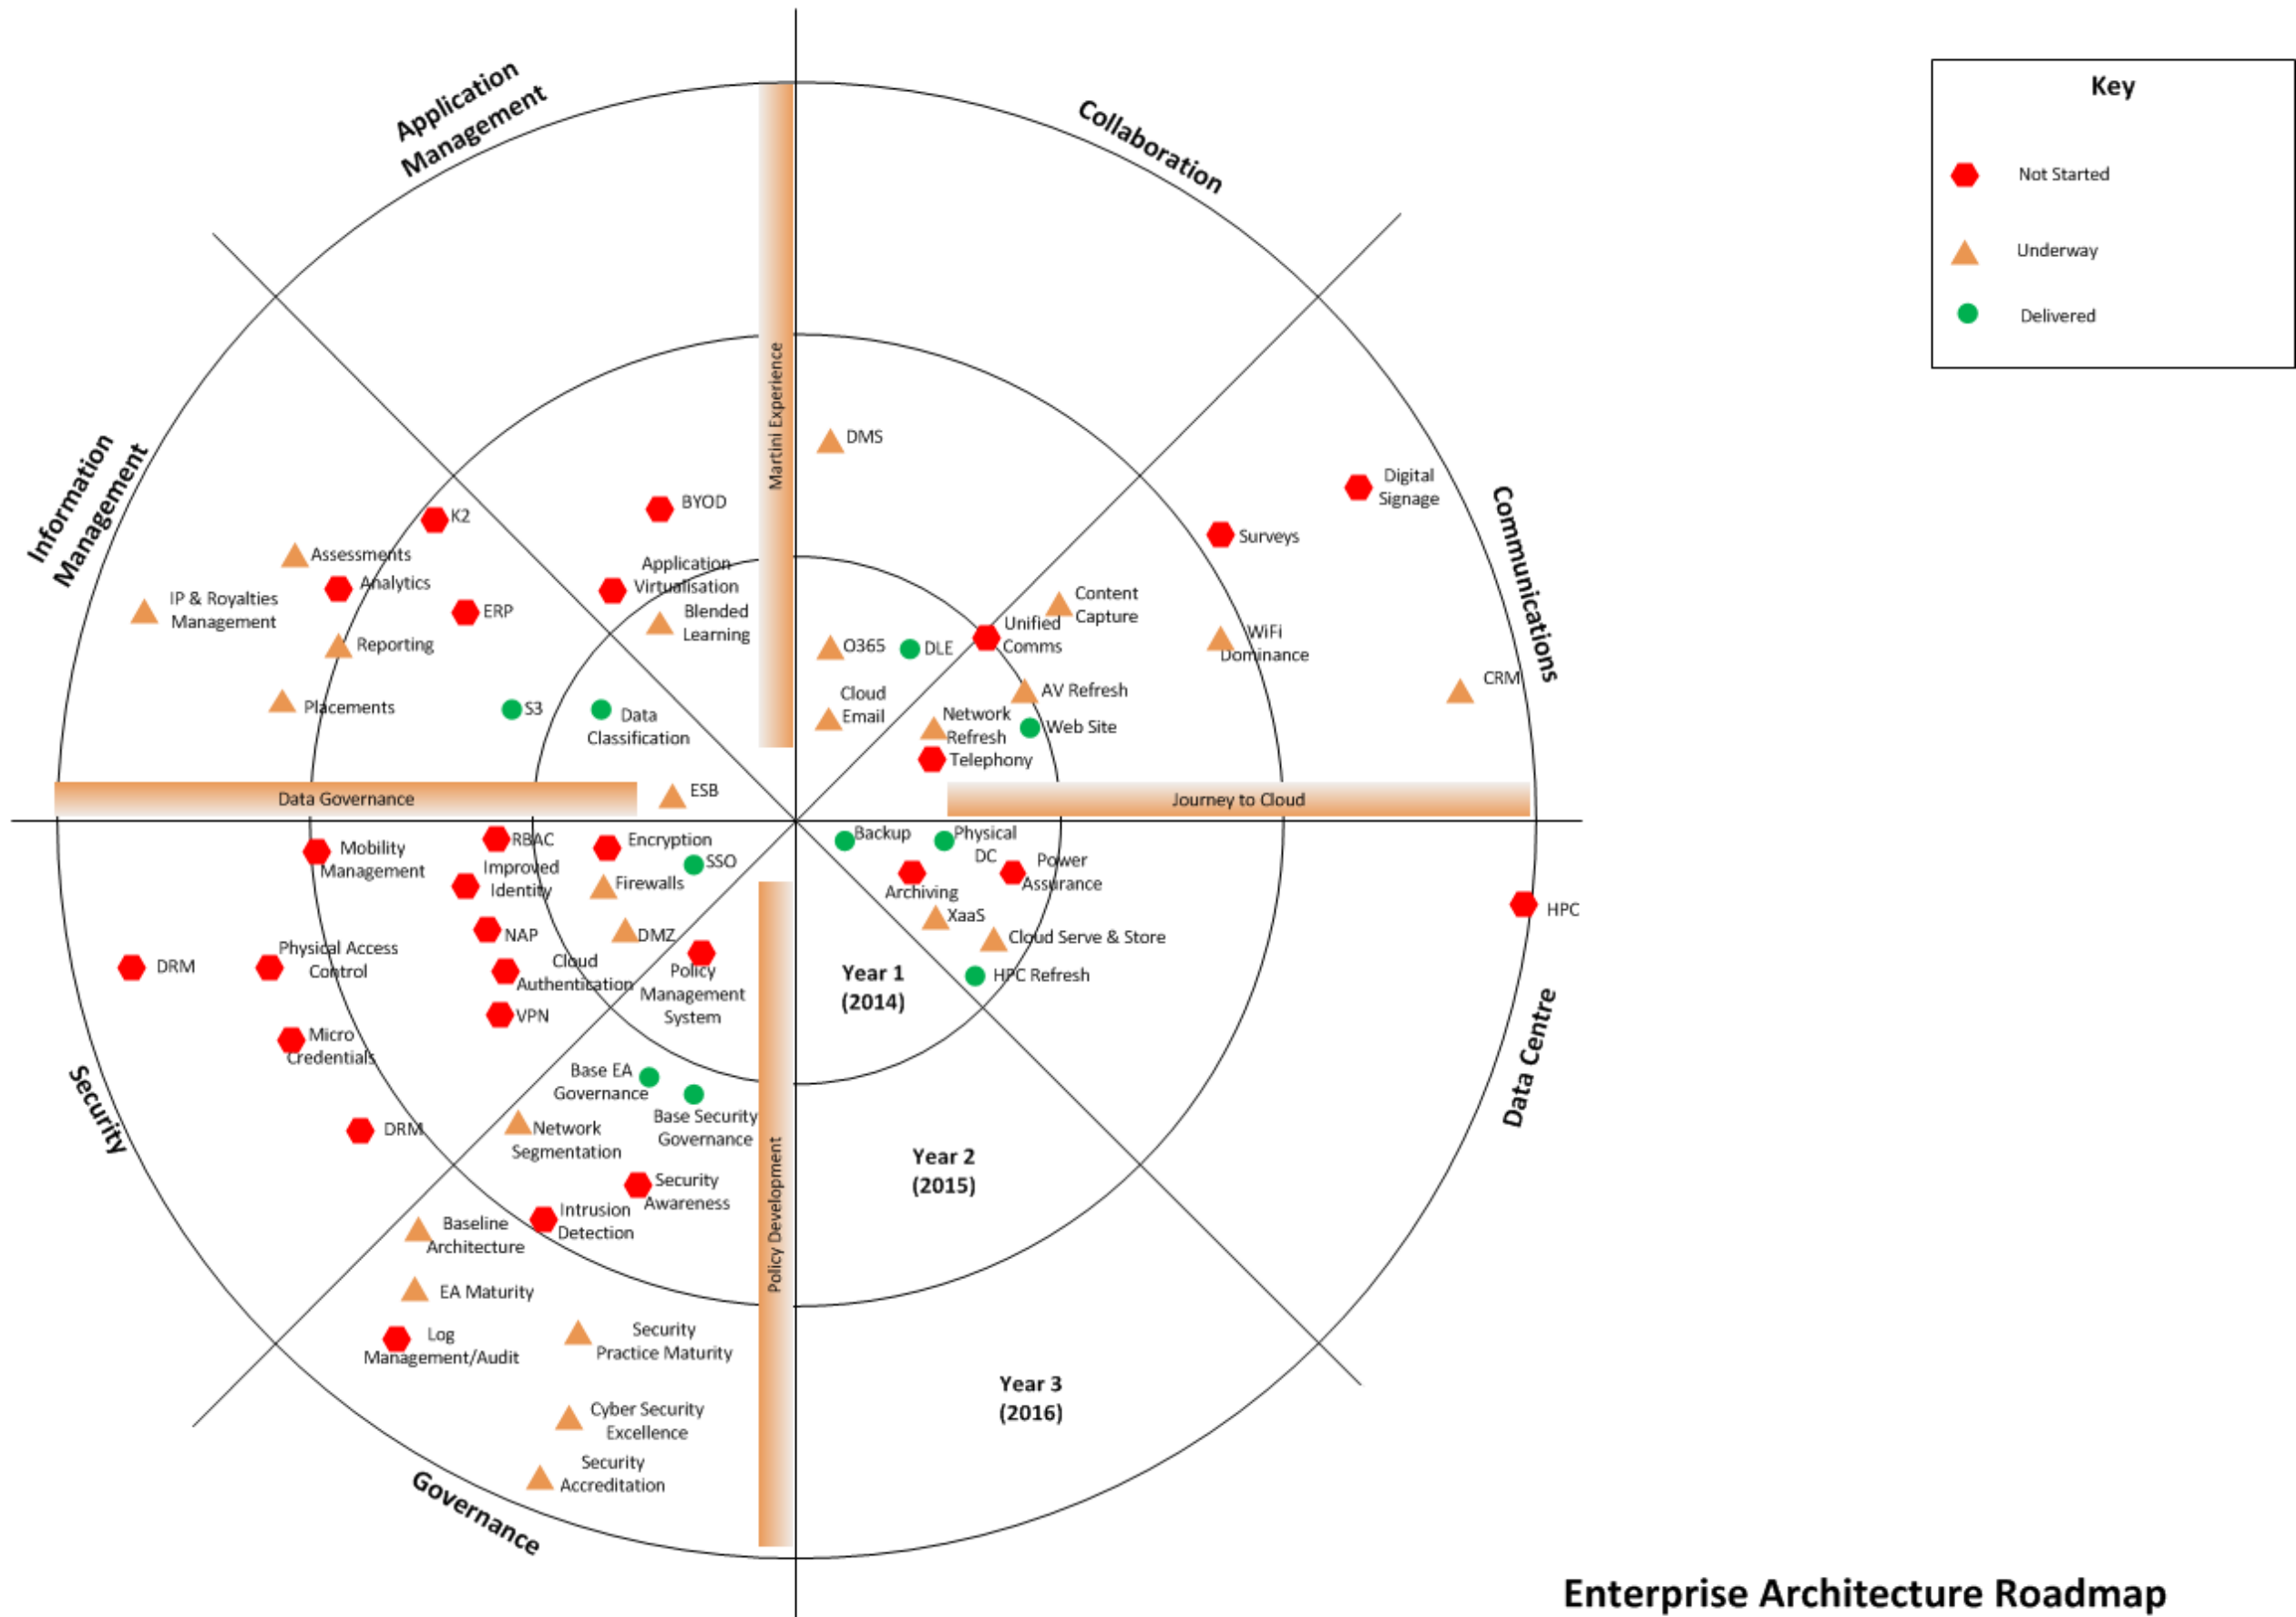 Application
Management
Collaboration
Key
Not Started
Underway
Delivered
Information
Management
Communications
Martini Experience
DMS
BYOD
K2
Digital
Signage
Surveys
Assessments
Analytics
IP & Royalties
Management
ERP
Reporting
Placements
S3
Data
Classification
ESB
Application
Virtualisation
Blended
Learning
O365
DLE
Cloud
Email
Unified
Comms
Content
Capture
WiFi
Dominance
CRM
AV Refresh
Network
Refresh
Web Site
Telephony
Data Governance
Journey to Cloud
Mobility
Management
RBAC
Improved
Identity
Encryption
SSO
Firewalls
NAP
DMZ
Cloud
Authentication
VPN
Policy
Management
System
Physical Access
Control
DRM
Micro
Credentials
DRM
Security
Backup
Physical
DC
Power
Assurance
Archiving
XaaS
Cloud Serve & Store
HPC Refresh
HPC
Data Centre
Year 1
(2014)
Year 2
(2015)
Year 3
(2016)
Base EA
Governance
Base Security
Governance
Network
Segmentation
Security
Awareness
Intrusion
Detection
Policy Development
Baseline
Architecture
EA Maturity
Log
Management/Audit
Security
Practice Maturity
Cyber Security
Excellence
Security
Accreditation
Governance
Enterprise Architecture Roadmap